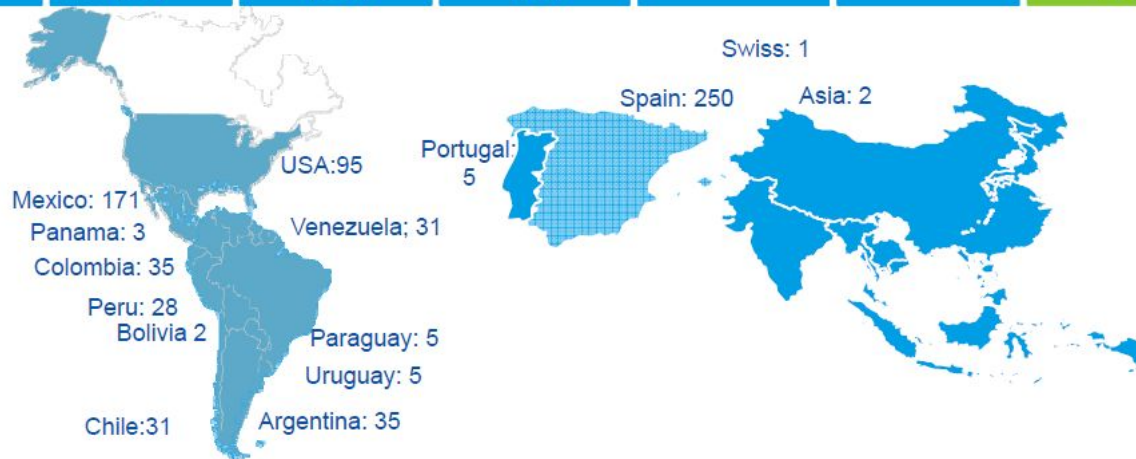 Swiss: 1
Spain: 250
Asia: 2
Portugal:
5
USA:95
Mexico: 171
Venezuela; 31
Panama: 3
Colombia: 35
Peru: 28
Bolivia 2
Paraguay: 5
Uruguay: 5
Chile:31
Argentina: 35